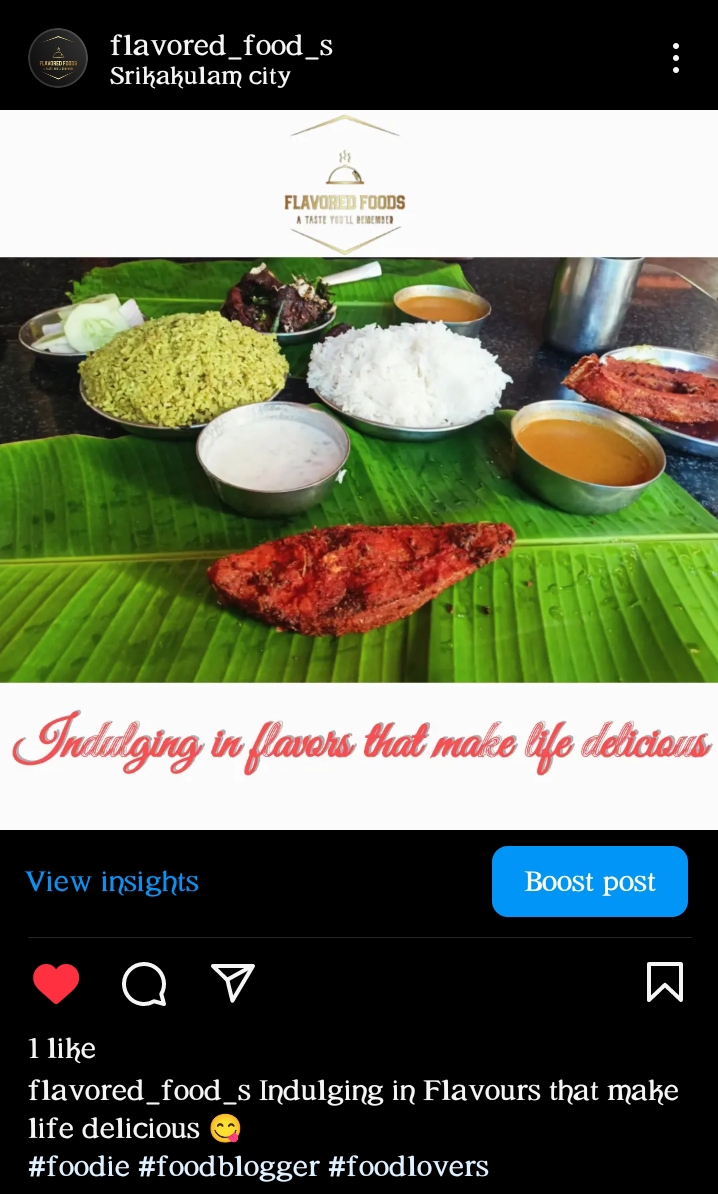 flavored_food_s
Srikakulam city
FLAVORED FOODS
A TASTE YOU'LL REMEMBER
Indulging in flavors that make life delicious
View insights
Boost post
1 like
flavored_food_s Indulging in Flavours that make
life delicious 😋
#foodie #foodblogger #foodlovers